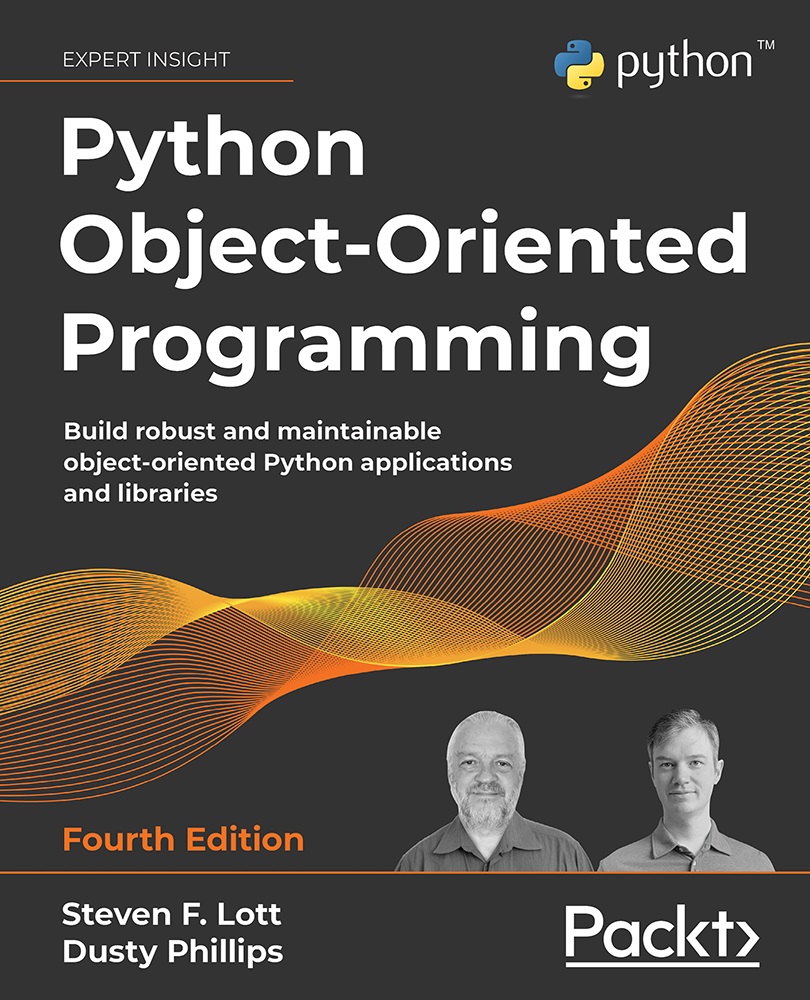 EXPERT INSIGHT
python™
Python
Object-Oriented
Programming
Build robust and maintainable
object-oriented Python applications
and libraries
Fourth Edition
Steven F. Lott
Dusty Phillips
Packt>